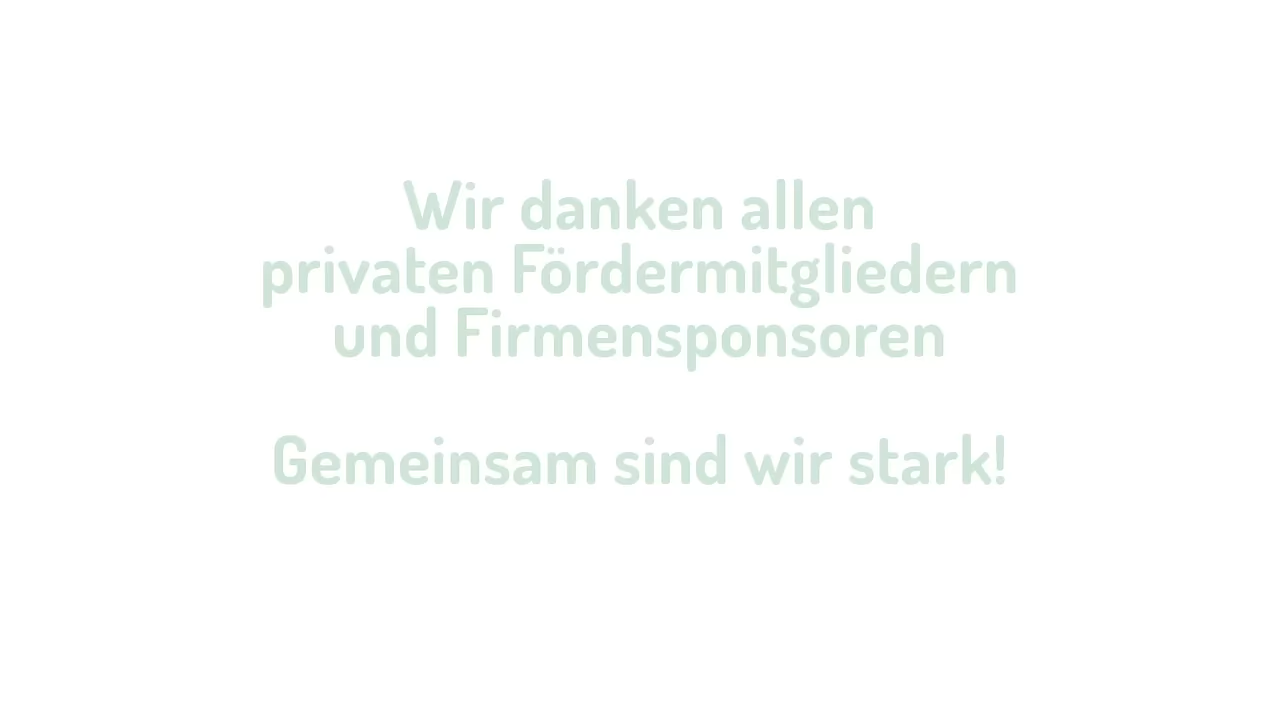 Wir danken allen
privaten Fördermitgliedern
und Firmensponsoren
Gemeinsam sind wir stark!